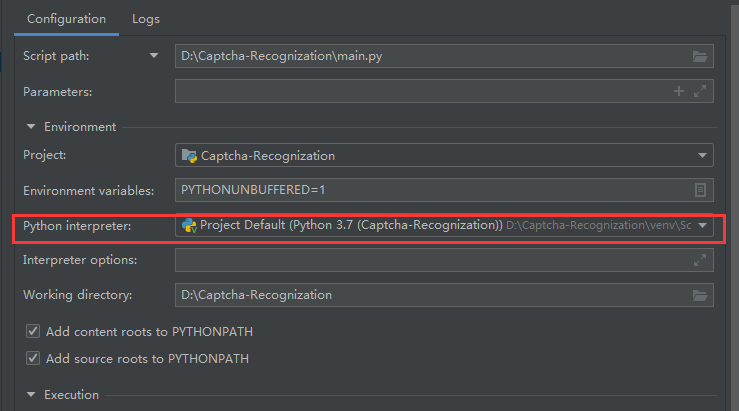 Configuration Logs
Script path: D:\Captcha-Recognization\main.py
Parameters:
Environment
Project: Captcha-Recognization
Environment variables: PYTHONUNBUFFERED=1
Python interpreter: Project Default (Python 3.7 (Captcha-Recognization)) D:\Captcha-Recognization\venv\Sc
Interpreter options:
Working directory: D:\Captcha-Recognization
Add content roots to PYTHONPATH
Add source roots to PYTHONPATH
Execution